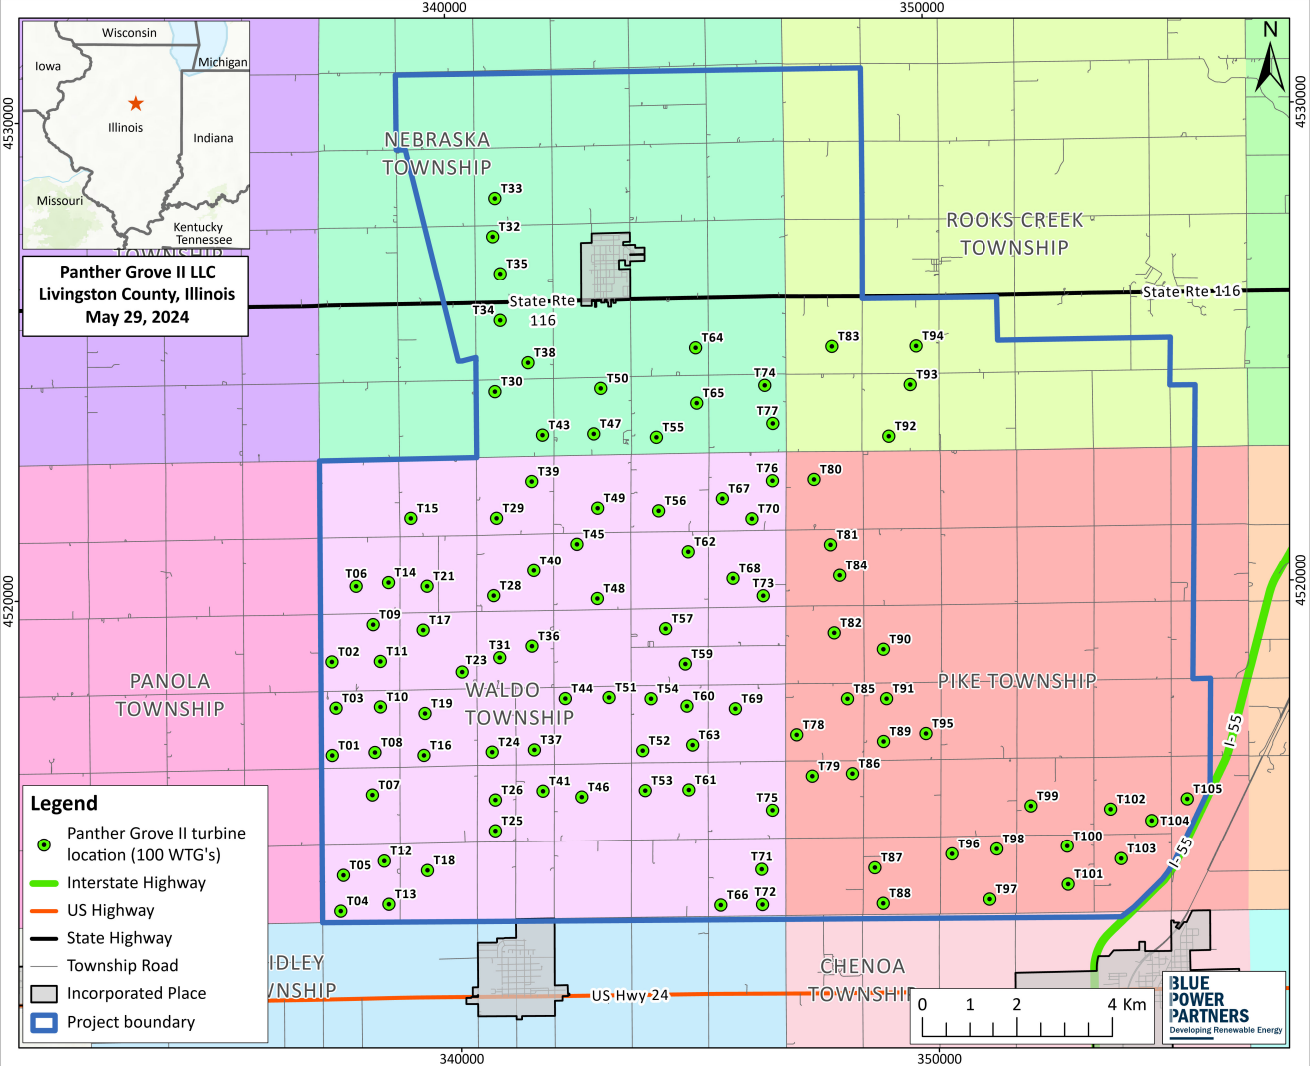 340000
350000
Wisconsin
Iowa
Michigan
Illinois
Indiana
Missouri
Kentucky
Tennessee
TOWNSHIP
Panther Grove II LLC
Livingston County, Illinois
May 29, 2024
N
4530000
4530000
NEBRASKA
TOWNSHIP
ROOKS CREEK
TOWNSHIP
T33
T32
T35
State Rte
116
State Rte 116
T34
T38
T64
T83
T94
T30
T50
T74
T93
T65
T43
T47
T55
T77
T92
T39
T76
T80
T15
T29
T49
T56
T67
T70
T45
T62
T81
T06
T14
T21
T28
T40
T48
T68
T73
T84
4520000
4520000
T09
T17
T57
T82
T02
T11
T23
T31
T36
T59
T90
PANOLA
TOWNSHIP
WALDO
TOWNSHIP
PIKE TOWNSHIP
T03
T10
T19
T44
T51
T54
T60
T69
T85
T91
T01
T08
T16
T24
T37
T52
T63
T78
T89
T95
I-55
T07
T26
T41
T46
T53
T61
T75
T79
T86
T99
T102
T105
T25
T104
T12
T05
T18
T71
T87
T96
T98
T100
T103
I-55
T04
T13
T66
T72
T88
T97
T101
IDLEY
WNSHIP
CHENOA
TOWNSHIP
US Hwy 24
Legend
Panther Grove II turbine
location (100 WTG's)
Interstate Highway
US Highway
State Highway
Township Road
Incorporated Place
Project boundary
0 1 2 4 Km
BLUE
POWER
PARTNERS
Developing Renewable Energy
340000
350000